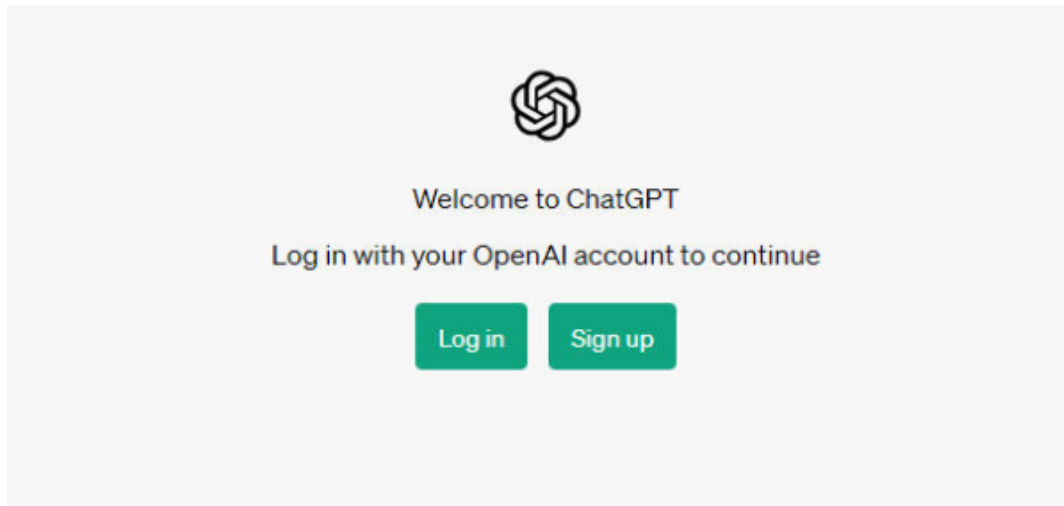 Welcome to ChatGPT
Log in with your OpenAI account to continue
Log in
Sign up